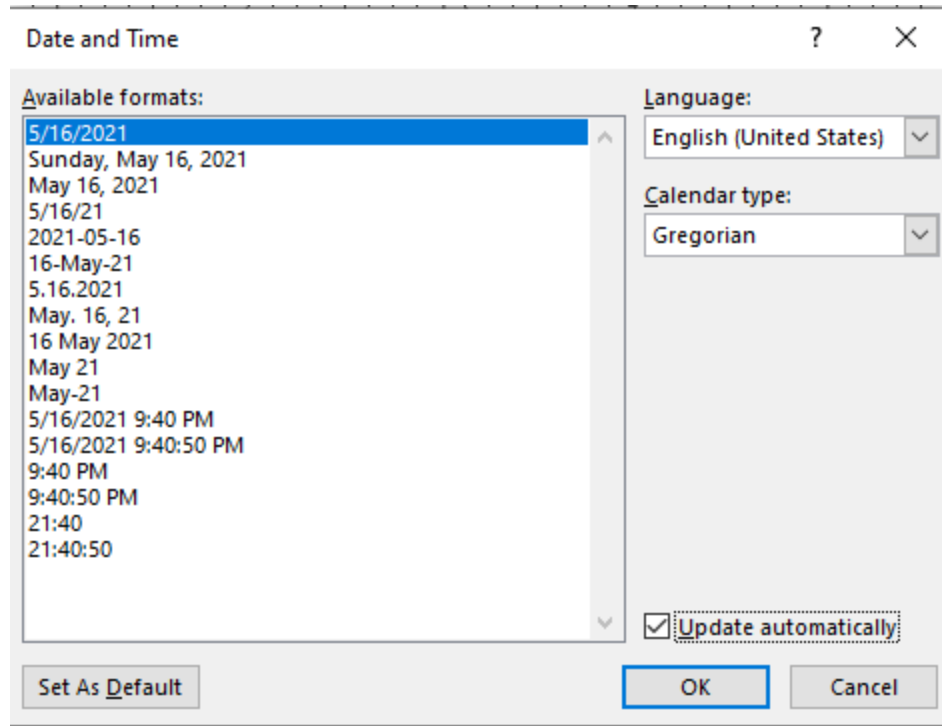 Date and Time
?
Available formats:
5/16/2021
Sunday, May 16, 2021
May 16, 2021
5/16/21
2021-05-16
16-May-21
5.16.2021
May. 16, 21
16 May 2021
May 21
May-21
5/16/2021 9:40 PM
5/16/2021 9:40:50 PM
9:40 PM
9:40:50 PM
21:40
21:40:50
Language:
English (United States)
Calendar type:
Gregorian
Update automatically
Set As Default
OK
Cancel